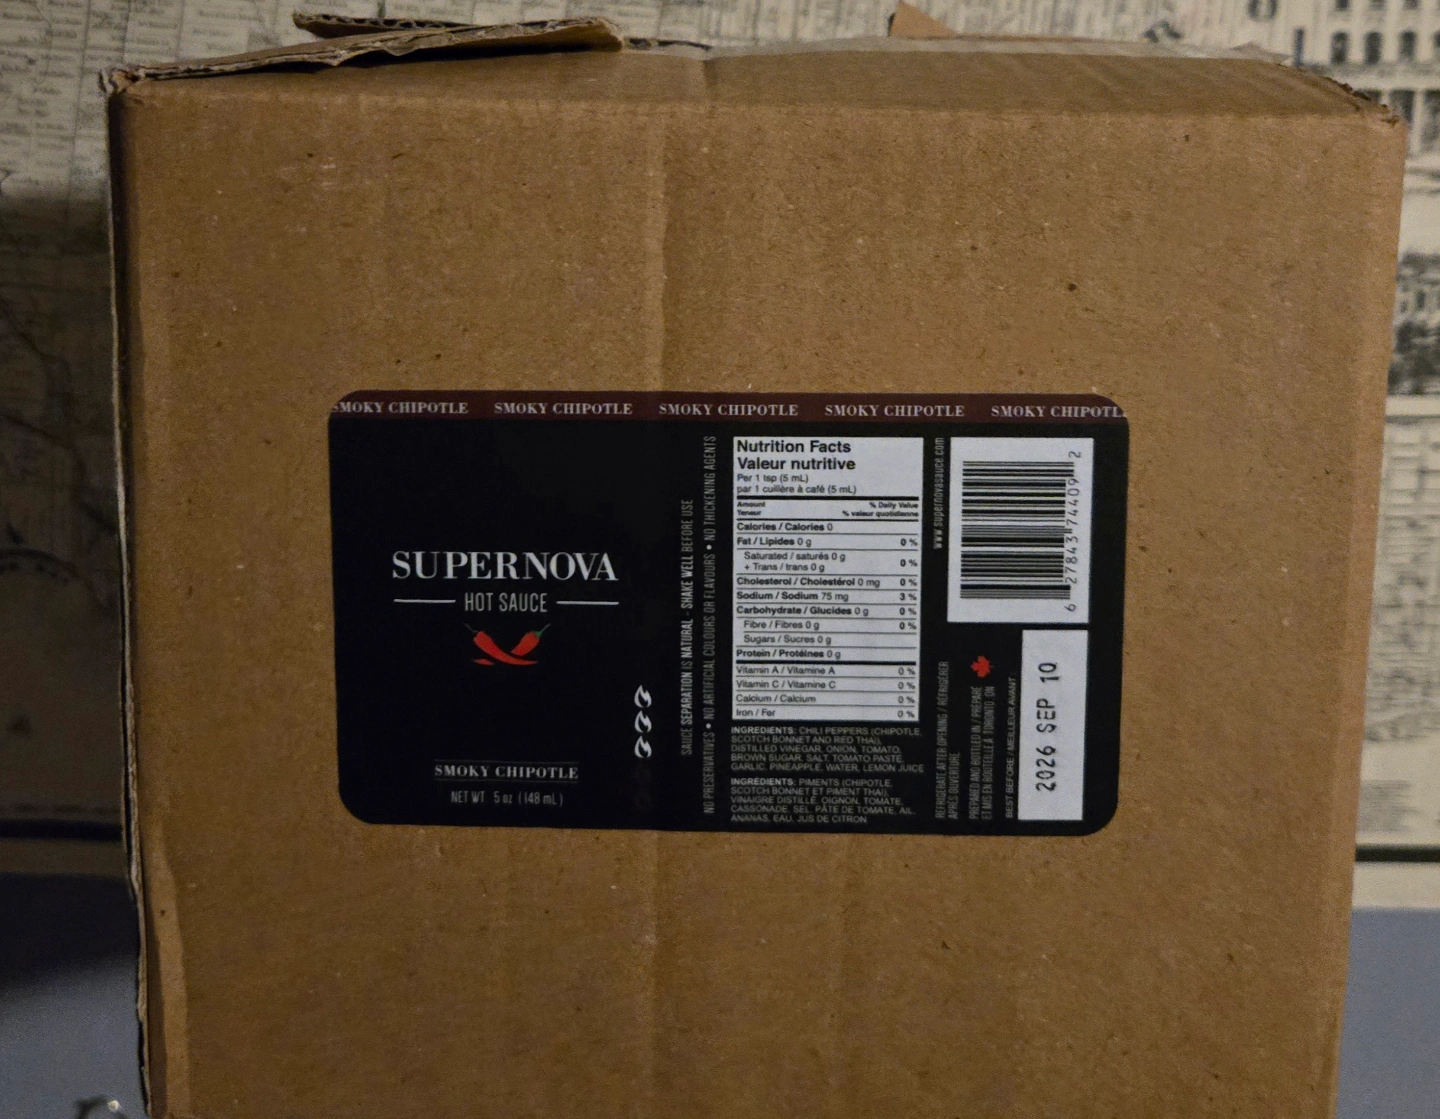 SMOKY CHIPOTLE SMOKY CHIPOTLE SMOKY CHIPOTLE SMOKY CHIPOTLE SMOKY CHIPOTL
SUPERNOVA
HOT SAUCE
SMOKY CHIPOTLE
NET WT. 5 oz (148 mL)
SAUCE SEPARATION IS NATURAL - SHAKE WELL BEFORE USE
NO PRESERVATIVES • NO ARTIFICIAL COLOURS OR FLAVOURS • NO THICKENING AGENTS
Nutrition Facts
Valeur nutritive
Per 1 tsp (5 mL)
par 1 cuillère à café (5 mL)
Amount % Daily Value
Teneur % valeur quotidienne
Calories / Calories 0
Fat / Lipides 0 g 0 %
Saturated / saturés 0 g
+ Trans / trans 0 g 0 %
Cholesterol / Cholestérol 0 mg 0 %
Sodium / Sodium 75 mg 3 %
Carbohydrate / Glucides 0 g 0 %
Fibre / Fibres 0 g 0 %
Sugars / Sucres 0 g
Protein / Protéines 0 g
Vitamin A / Vitamine A 0 %
Vitamin C / Vitamine C 0 %
Calcium / Calcium 0 %
Iron / Fer 0 %
INGREDIENTS: CHILI PEPPERS (CHIPOTLE,
SCOTCH BONNET AND RED THAI),
DISTILLED VINEGAR, ONION, TOMATO,
BROWN SUGAR, SALT, TOMATO PASTE,
GARLIC, PINEAPPLE, WATER, LEMON JUICE
INGRÉDIENTS: PIMENTS (CHIPOTLE,
SCOTCH BONNET ET PIMENT THAI),
VINAIGRE DISTILLÉ, OIGNON, TOMATE,
CASSONADE, SEL, PÂTE DE TOMATE, AIL,
ANANAS, EAU, JUS DE CITRON
www.supernovasauce.com
6 27843 74409 2
REFRIGERATE AFTER OPENING / RÉFRIGÉRER
APRÈS OUVERTURE.
PREPARED AND BOTTLED IN / PRÉPARÉ
ET MIS EN BOUTEILLE À TORONTO, ON
BEST BEFORE / MEILLEUR AVANT
2026 SEP 10